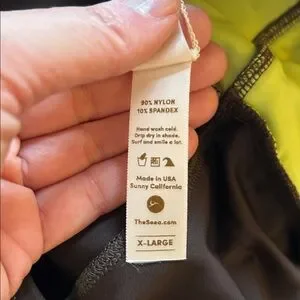 90% NYLON
10% SPANDEX
Hand wash cold.
Drip dry in shade.
Surf and smile a lot.
Made in USA
Sunny California
TheSeea.com
X-LARGE